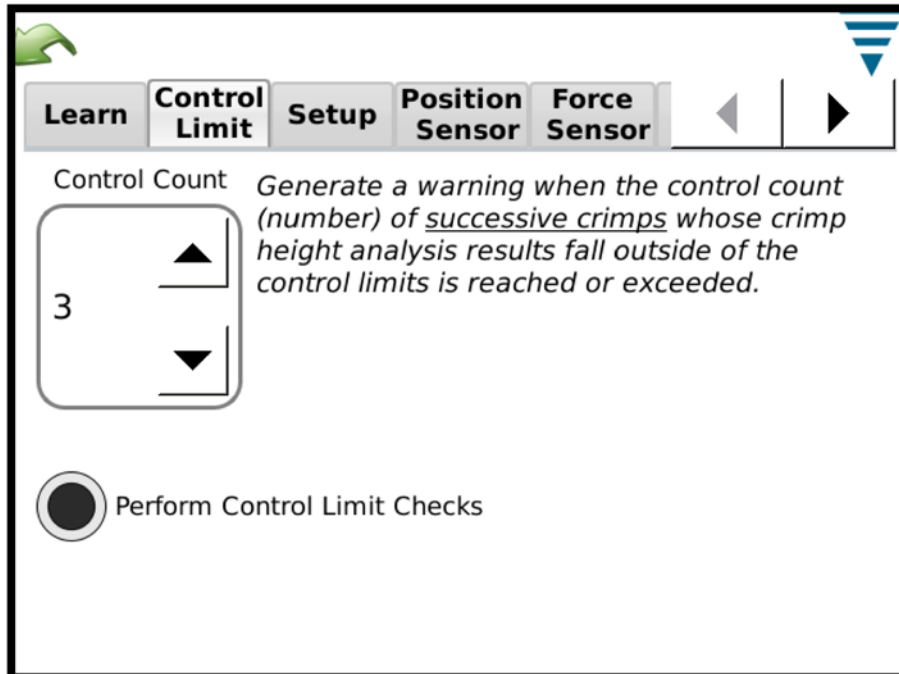 Learn
Control
Limit
Setup
Position
Sensor
Force
Sensor
Control Count
Generate a warning when the control count
(number) of successive crimps whose crimp
height analysis results fall outside of the
control limits is reached or exceeded.
3
Perform Control Limit Checks